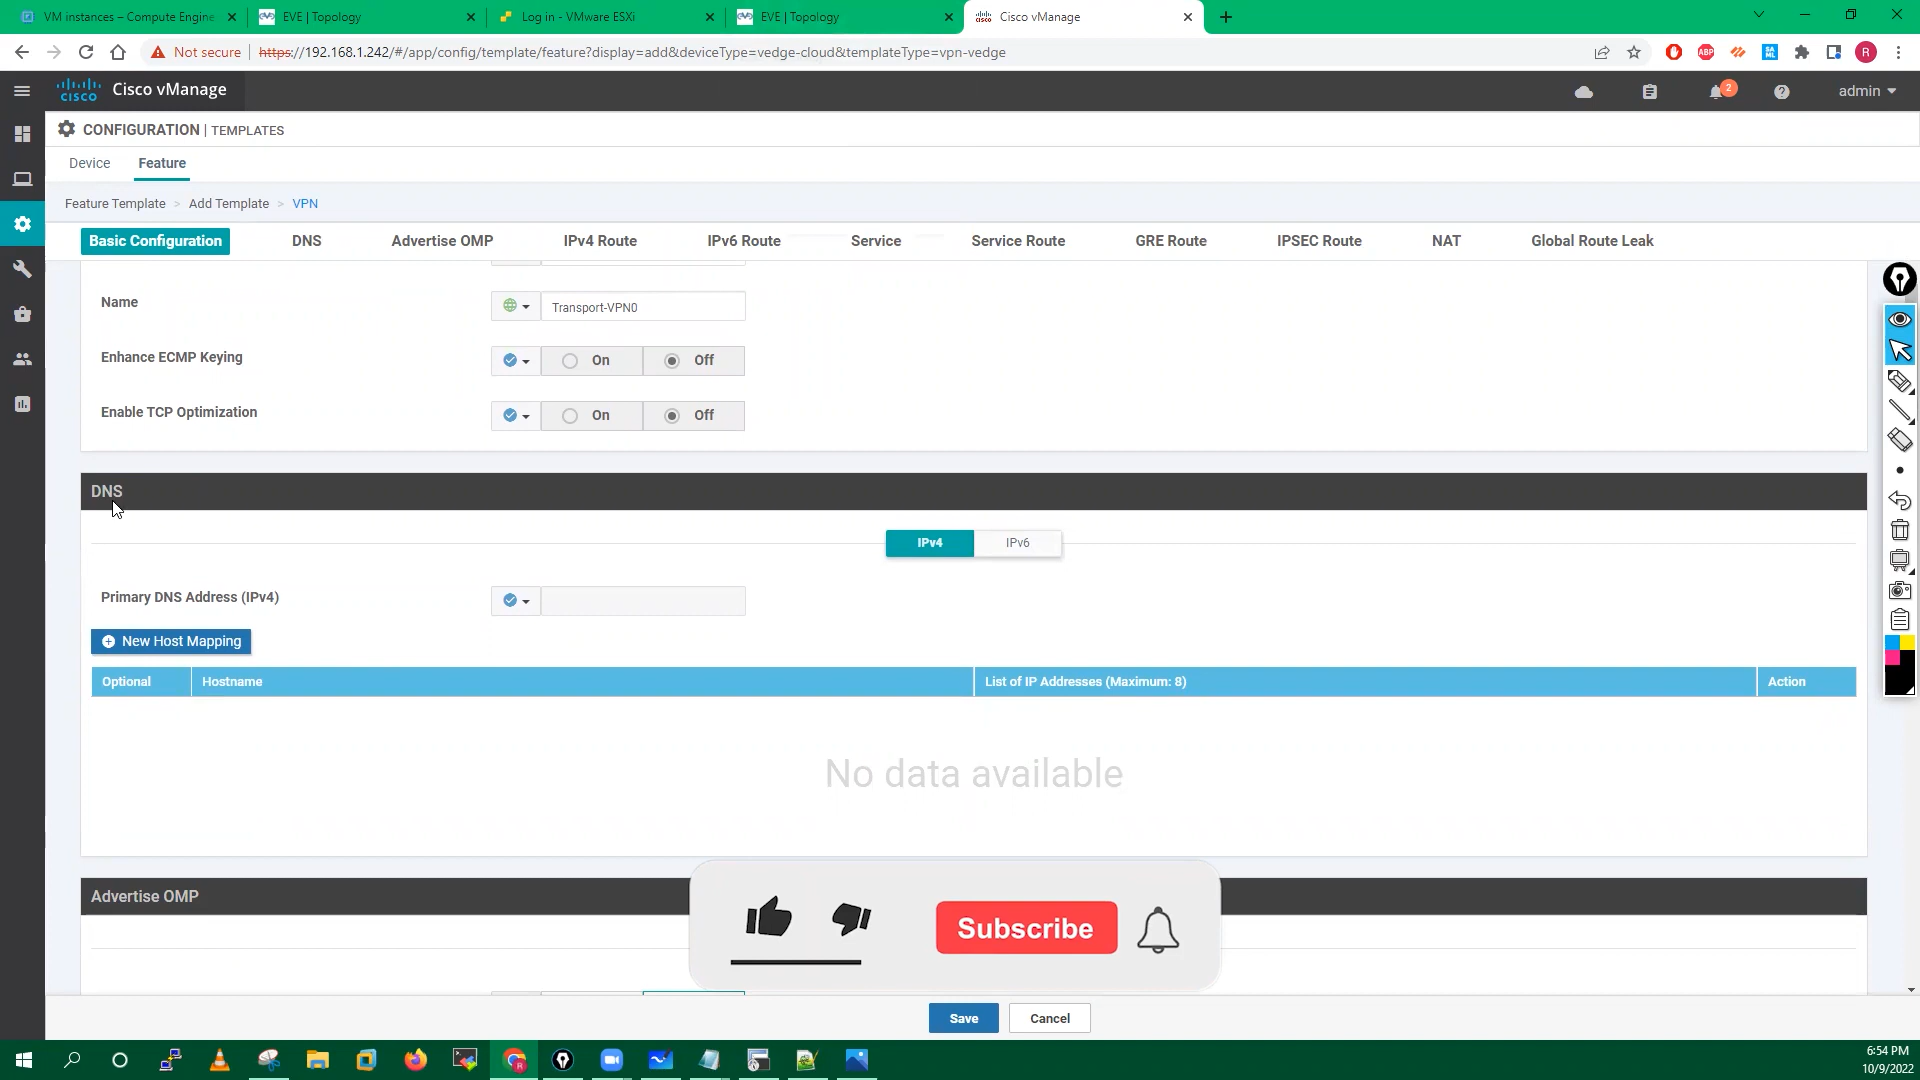 VM instances – Compute Engine
EVE | Topology
Log in - VMware ESXi
EVE | Topology
Cisco vManage
Not secure
https://192.168.1.242/#/app/config/template/feature?display=add&deviceType=vedge-cloud&templateType=vpn-vedge
ABP
R
cisco
Cisco vManage
2
admin
CONFIGURATION | TEMPLATES
Device
Feature
Feature Template > Add Template > VPN
Basic Configuration
DNS
Advertise OMP
IPv4 Route
IPv6 Route
Service
Service Route
GRE Route
IPSEC Route
NAT
Global Route Leak
Name
Transport-VPN0
Enhance ECMP Keying
On
Off
Enable TCP Optimization
On
Off
DNS
IPv4
IPv6
Primary DNS Address (IPv4)
New Host Mapping
Optional
Hostname
List of IP Addresses (Maximum: 8)
Action
No data available
Advertise OMP
Subscribe
Save
Cancel
6:54 PM
10/9/2022